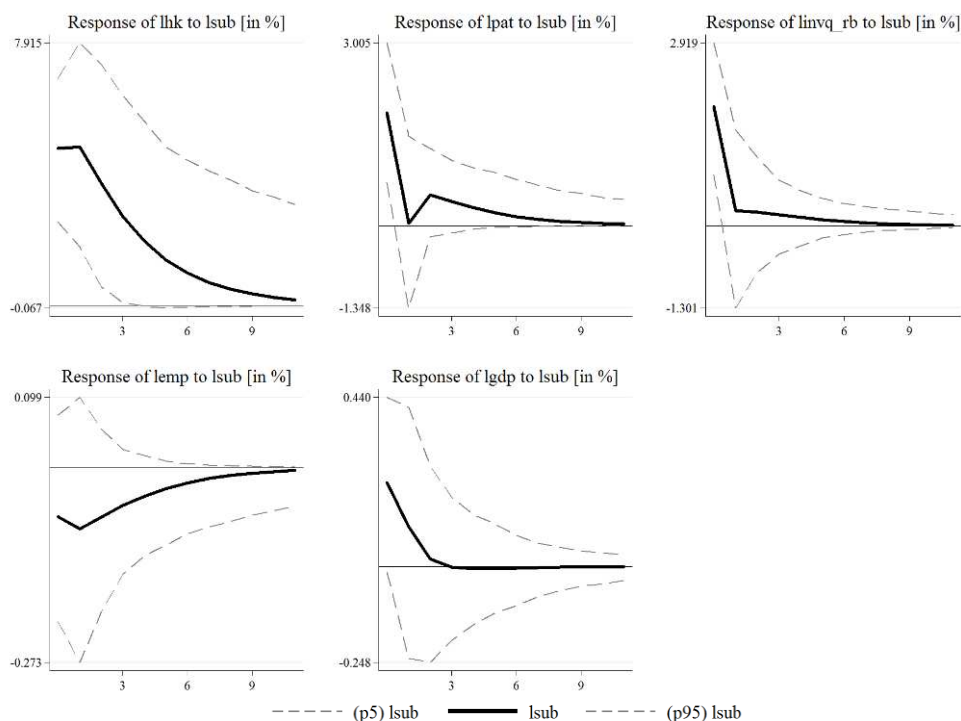 Response of lhk to lsub [in %]
7.915
-0.067
3 6 9
Response of lpat to lsub [in %]
3.005
-1.348
3 6 9
Response of linvq_rb to lsub [in %]
2.919
-1.301
3 6 9
Response of lemp to lsub [in %]
0.099
-0.273
3 6 9
Response of lgdp to lsub [in %]
0.440
-0.248
3 6 9
(p5) lsub lsub (p95) lsub